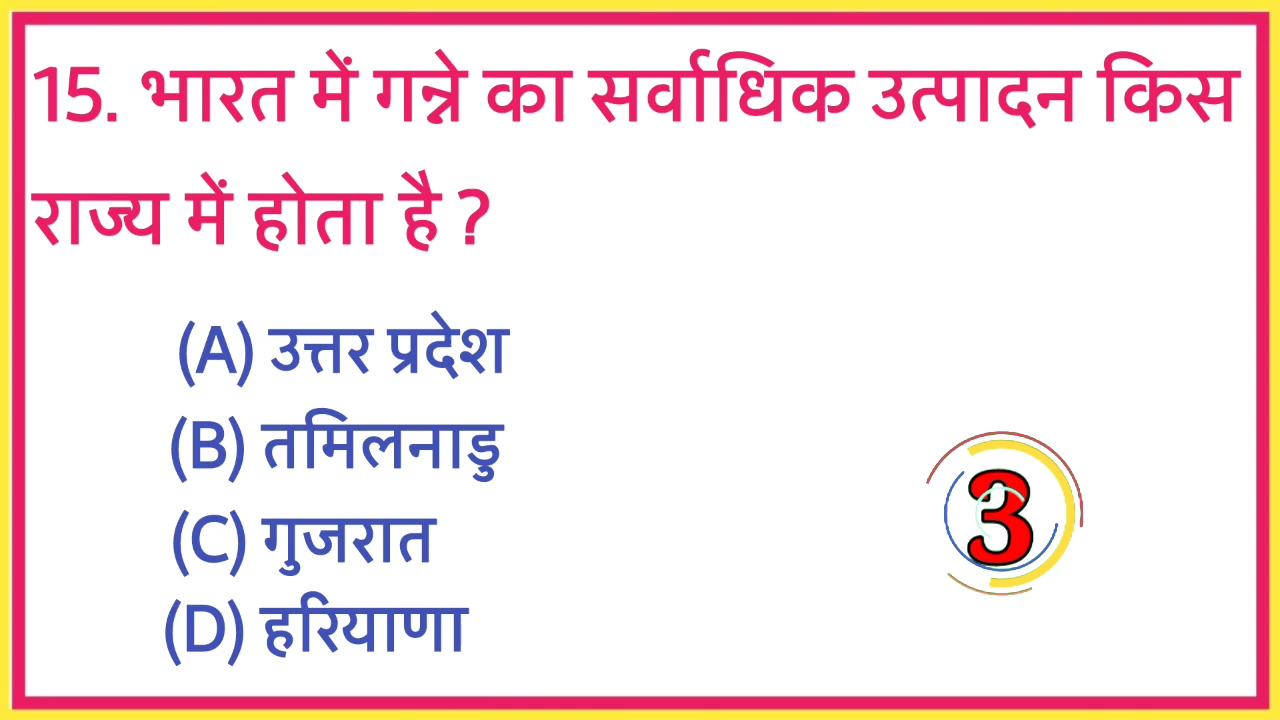 15. भारत में गन्ने का सर्वाधिक उत्पादन किस
राज्य में होता है ?
(A) उत्तर प्रदेश
(B) तमिलनाडु
(C) गुजरात
(D) हरियाणा
3